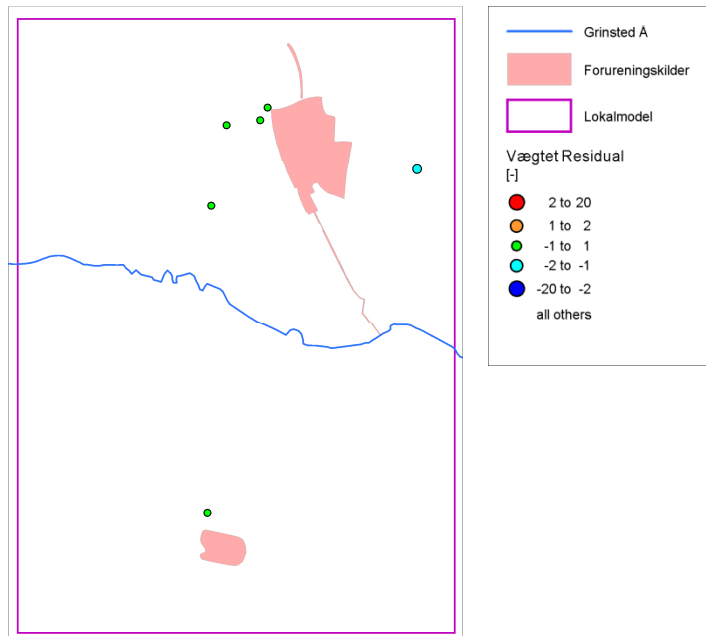 Grinsted Å
Forureningskilder
Lokalmodel
Vægtet Residual
[-]
2 to 20
1 to 2
-1 to 1
-2 to -1
-20 to -2
all others